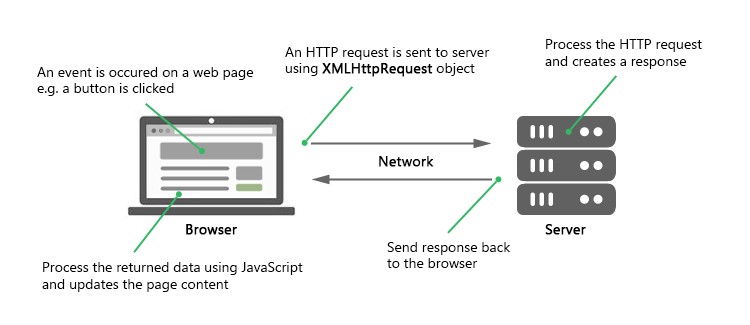 An event is occured on a web page
e.g. a button is clicked
An HTTP request is sent to server
using XMLHttpRequest object
Process the HTTP request
and creates a response
Network
Browser
Server
Process the returned data using JavaScript
and updates the page content
Send response back
to the browser